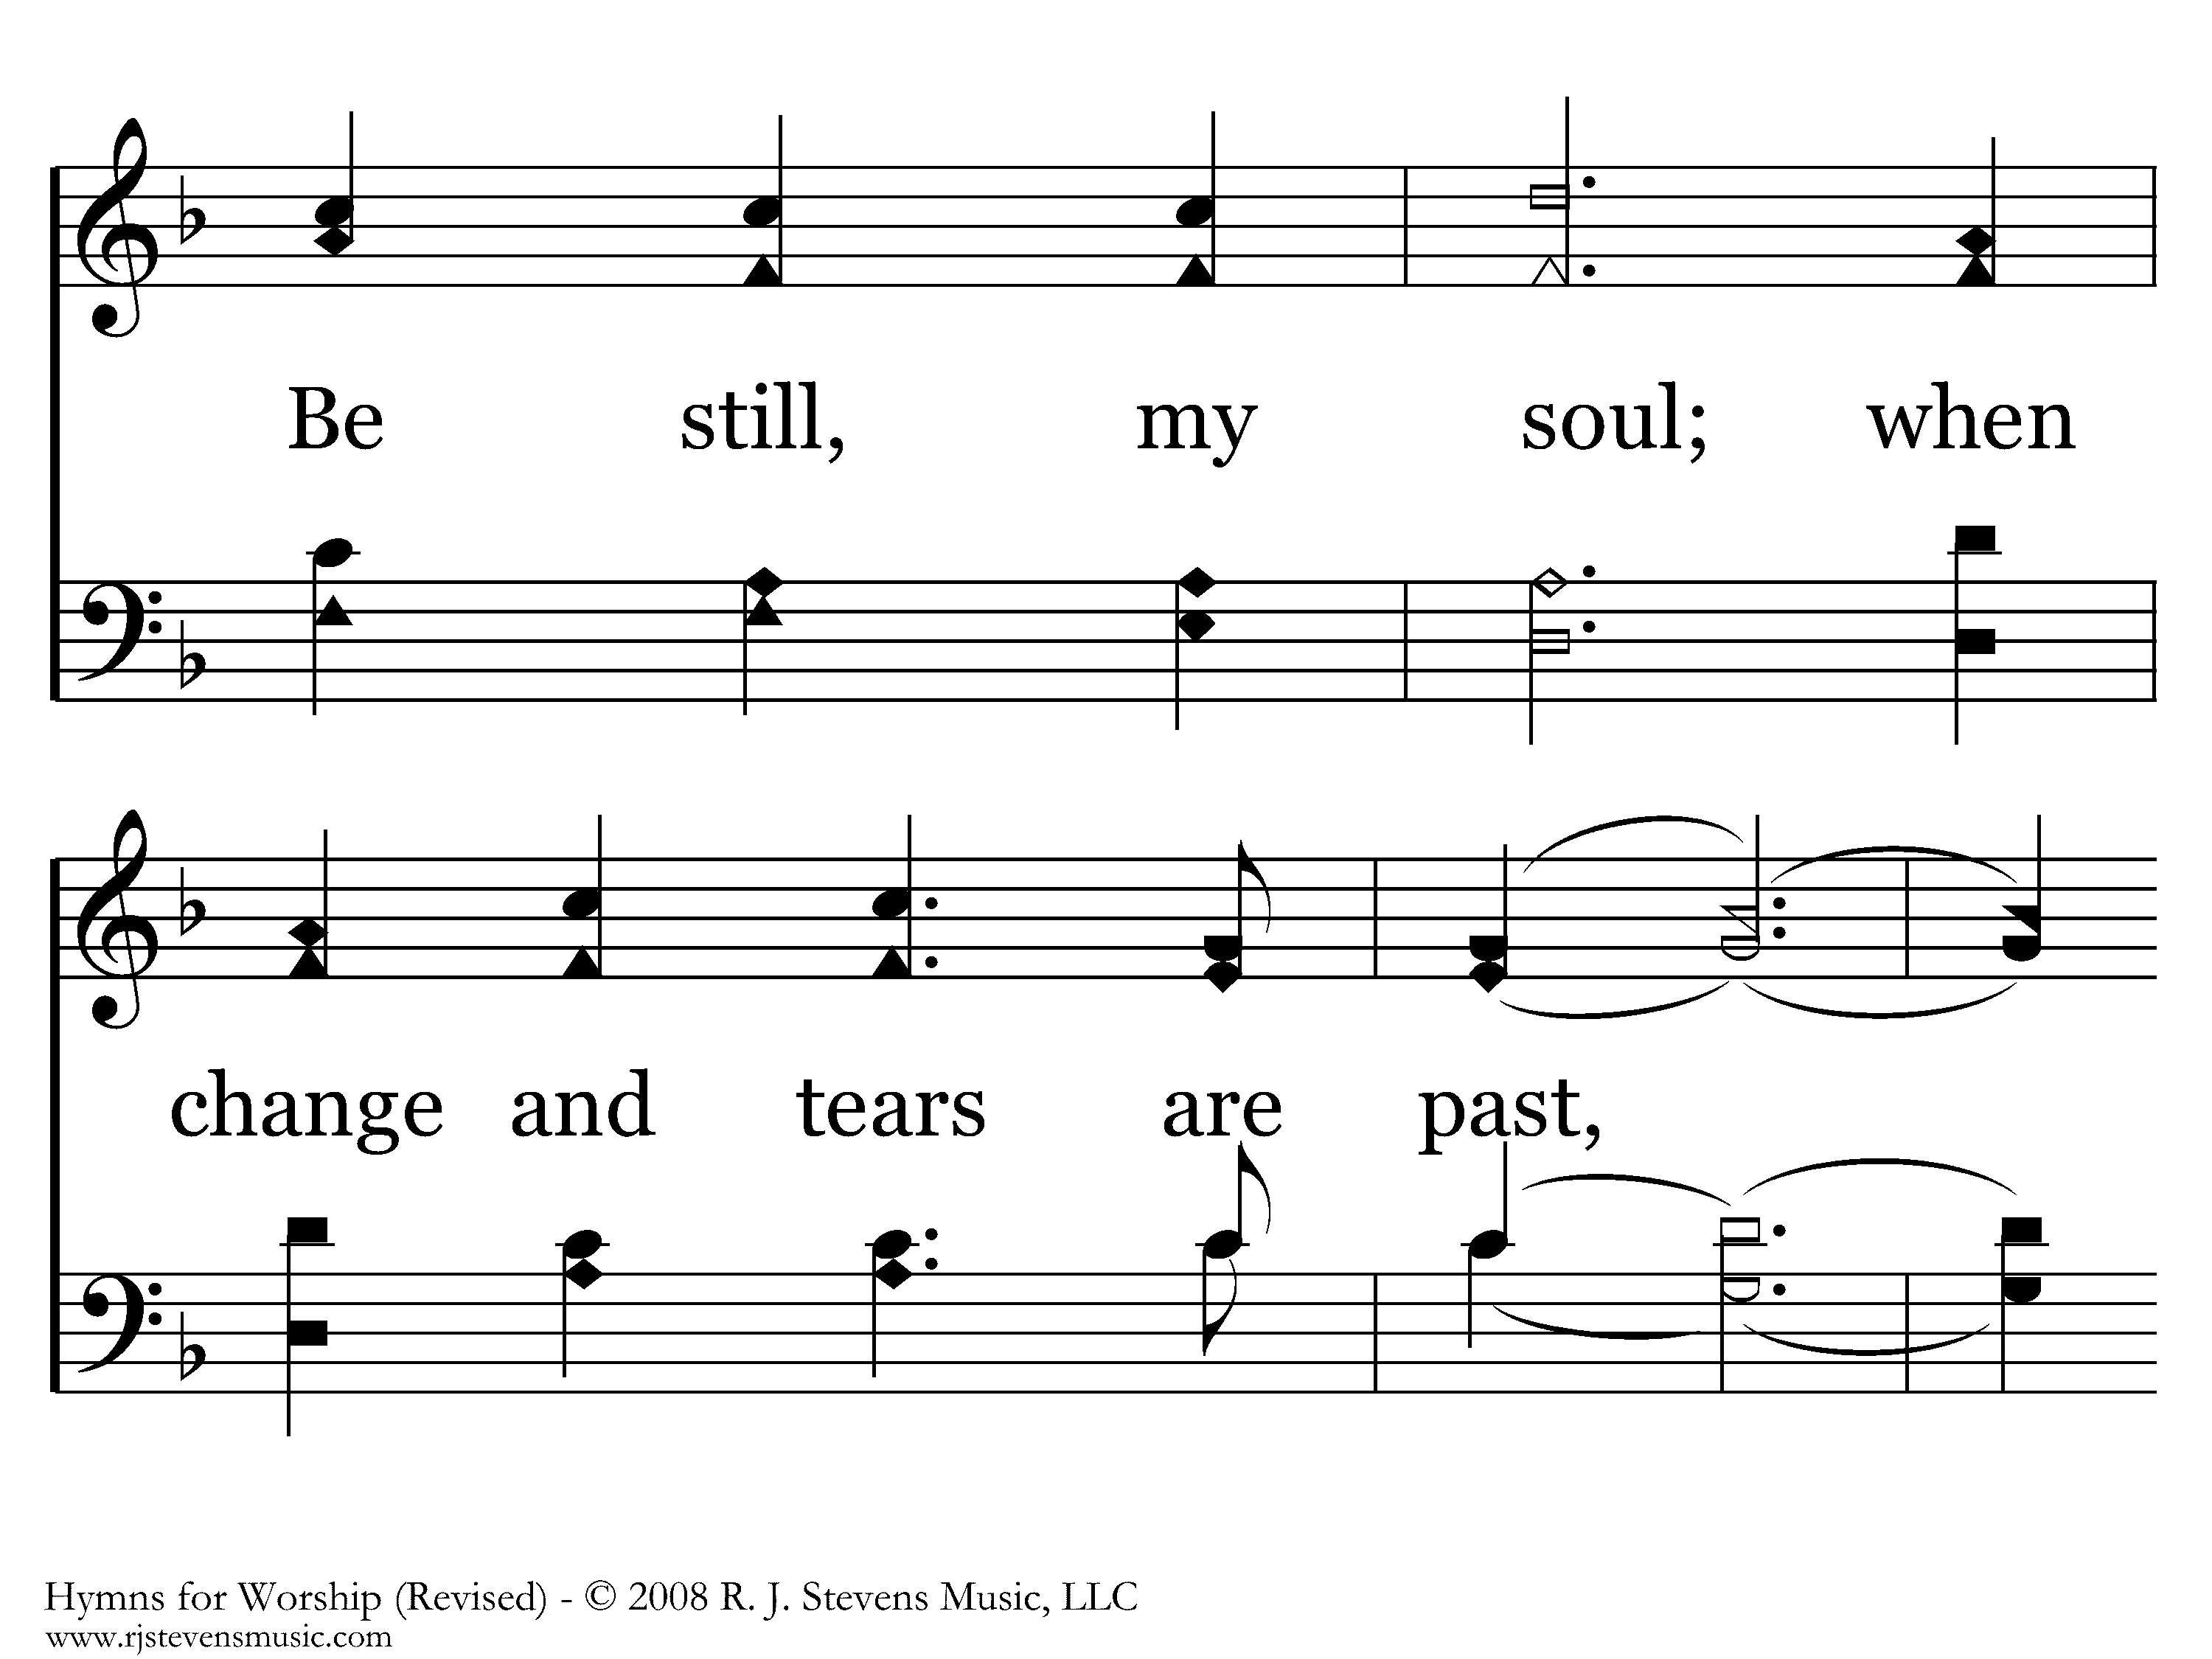 Be still, my soul; when
change and tears are past,
Hymns for Worship (Revised) - © 2008 R. J. Stevens Music, LLC
www.rjstevensmusic.com